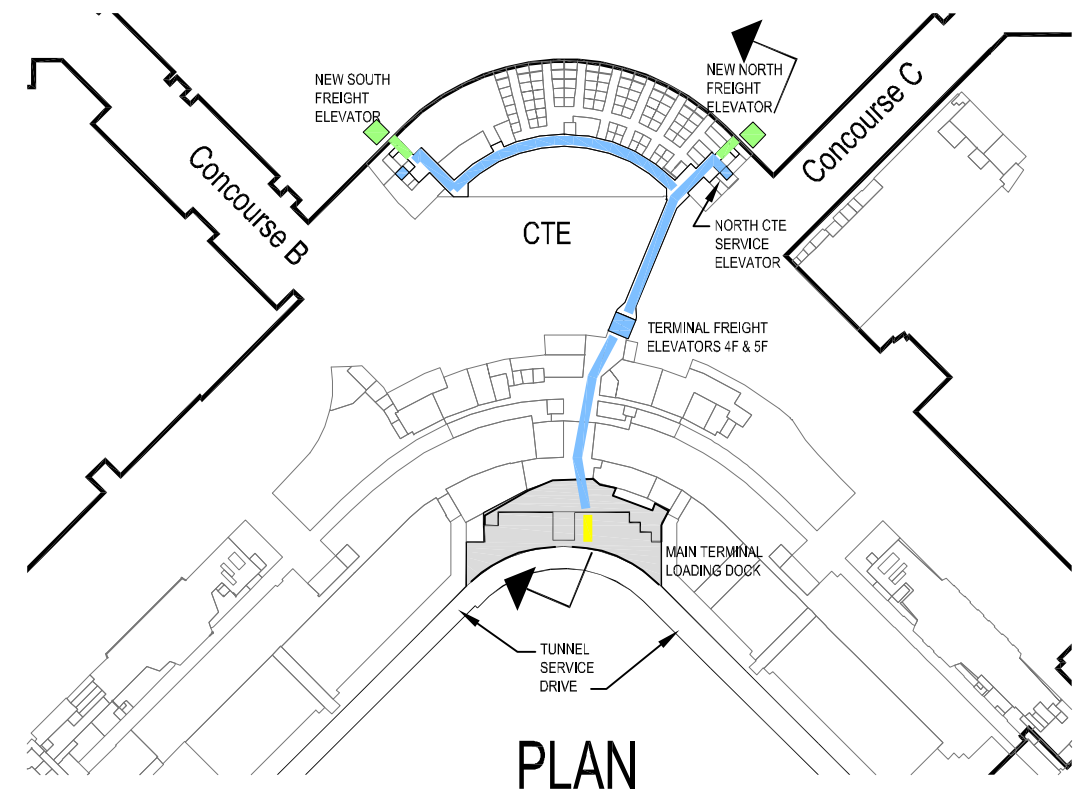 NEW SOUTH
FREIGHT
ELEVATOR
NEW NORTH
FREIGHT
ELEVATOR
Concourse B
Concourse C
CTE
NORTH CTE
SERVICE
ELEVATOR
TERMINAL FREIGHT
ELEVATORS 4F & 5F
MAIN TERMINAL
LOADING DOCK
TUNNEL
SERVICE
DRIVE
PLAN